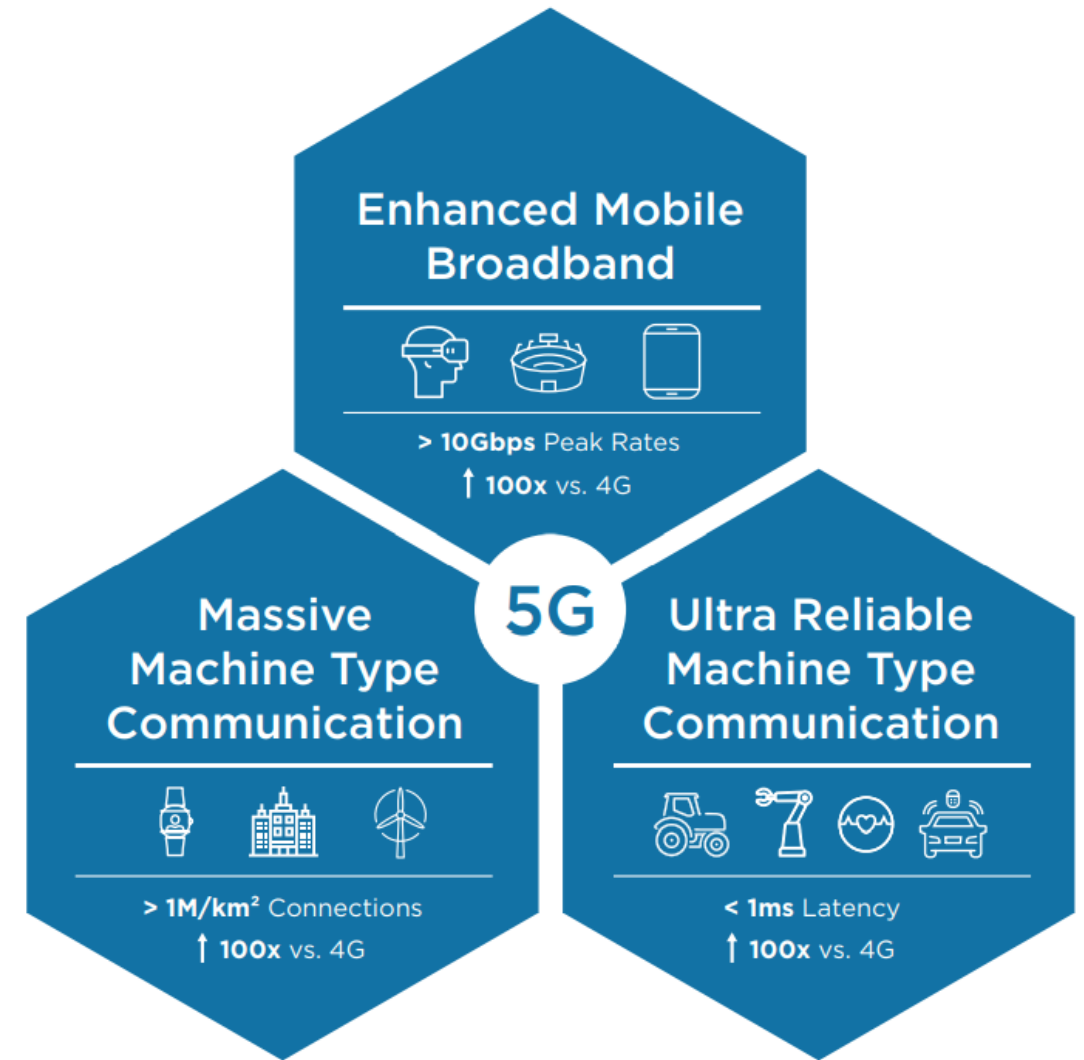 Enhanced Mobile
Broadband
> 10Gbps Peak Rates
↑ 100x vs. 4G
5G
Massive
Machine Type
Communication
> 1M/km² Connections
↑ 100x vs. 4G
Ultra Reliable
Machine Type
Communication
< 1ms Latency
↑ 100x vs. 4G